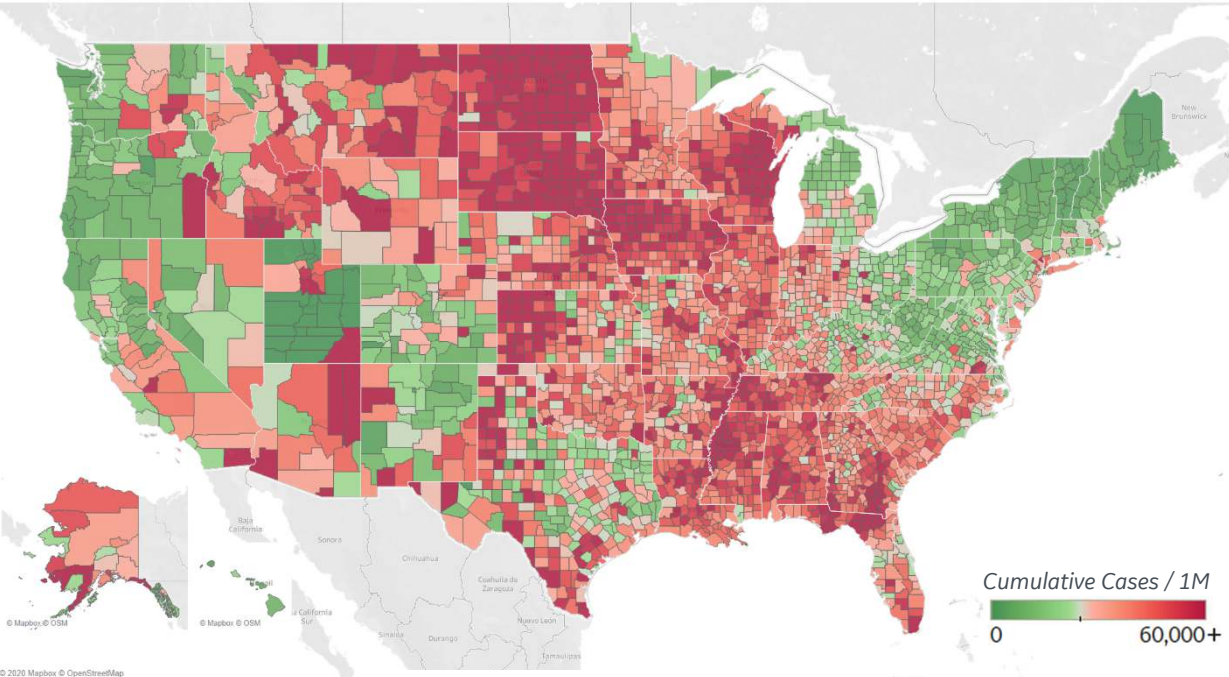 New
Brunswick
Baja
California
Sonora
Chihuahua
Coahuila de
Zaragoza
a California
Sur
Sinaloa
Durango
Nuevo León
Tamaulipas
© Mapbox © OSM
© Mapbox © OSM
Cumulative Cases / 1M
0
60,000+
© 2020 Mapbox © OpenStreetMap